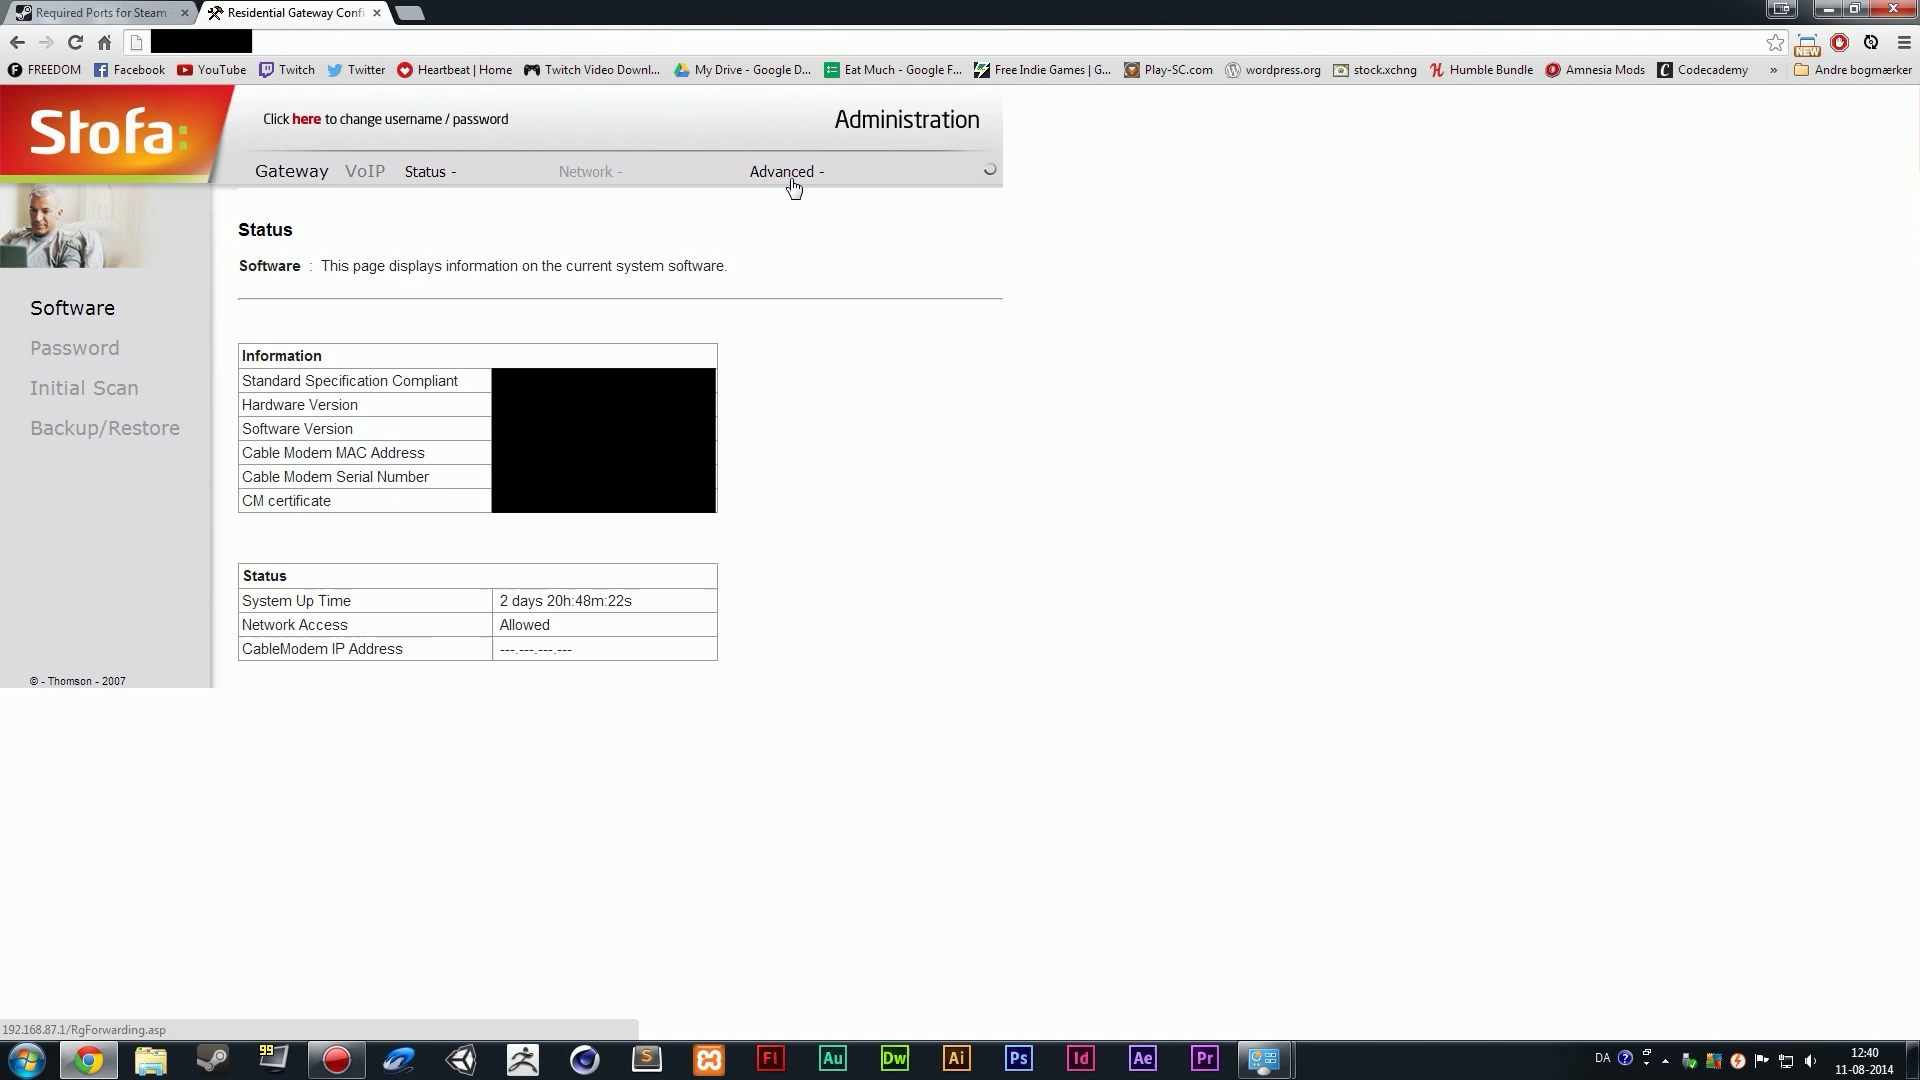 Required Ports for Steam
Residential Gateway Confi
NEW
FREEDOM Facebook YouTube Twitch Twitter Heartbeat | Home Twitch Video Downl... My Drive - Google D... Eat Much - Google F... Free Indie Games | G... Play-SC.com wordpress.org stock.xchng Humble Bundle Amnesia Mods Codecademy » Andre bogmærker
Stofa:
Click here to change username / password
Administration
Gateway VoIP Status - Network - Advanced -
Status
Software : This page displays information on the current system software.
Software
Password
Initial Scan
Backup/Restore
© - Thomson - 2007
Information
Standard Specification Compliant
Hardware Version
Software Version
Cable Modem MAC Address
Cable Modem Serial Number
CM certificate
Status
System Up Time 2 days 20h:48m:22s
Network Access Allowed
CableModem IP Address ---.---.---.---
192.168.87.1/RgForwarding.asp
99 S Fl Au Dw Ai Ps Id Ae Pr
DA
12:40
11-08-2014